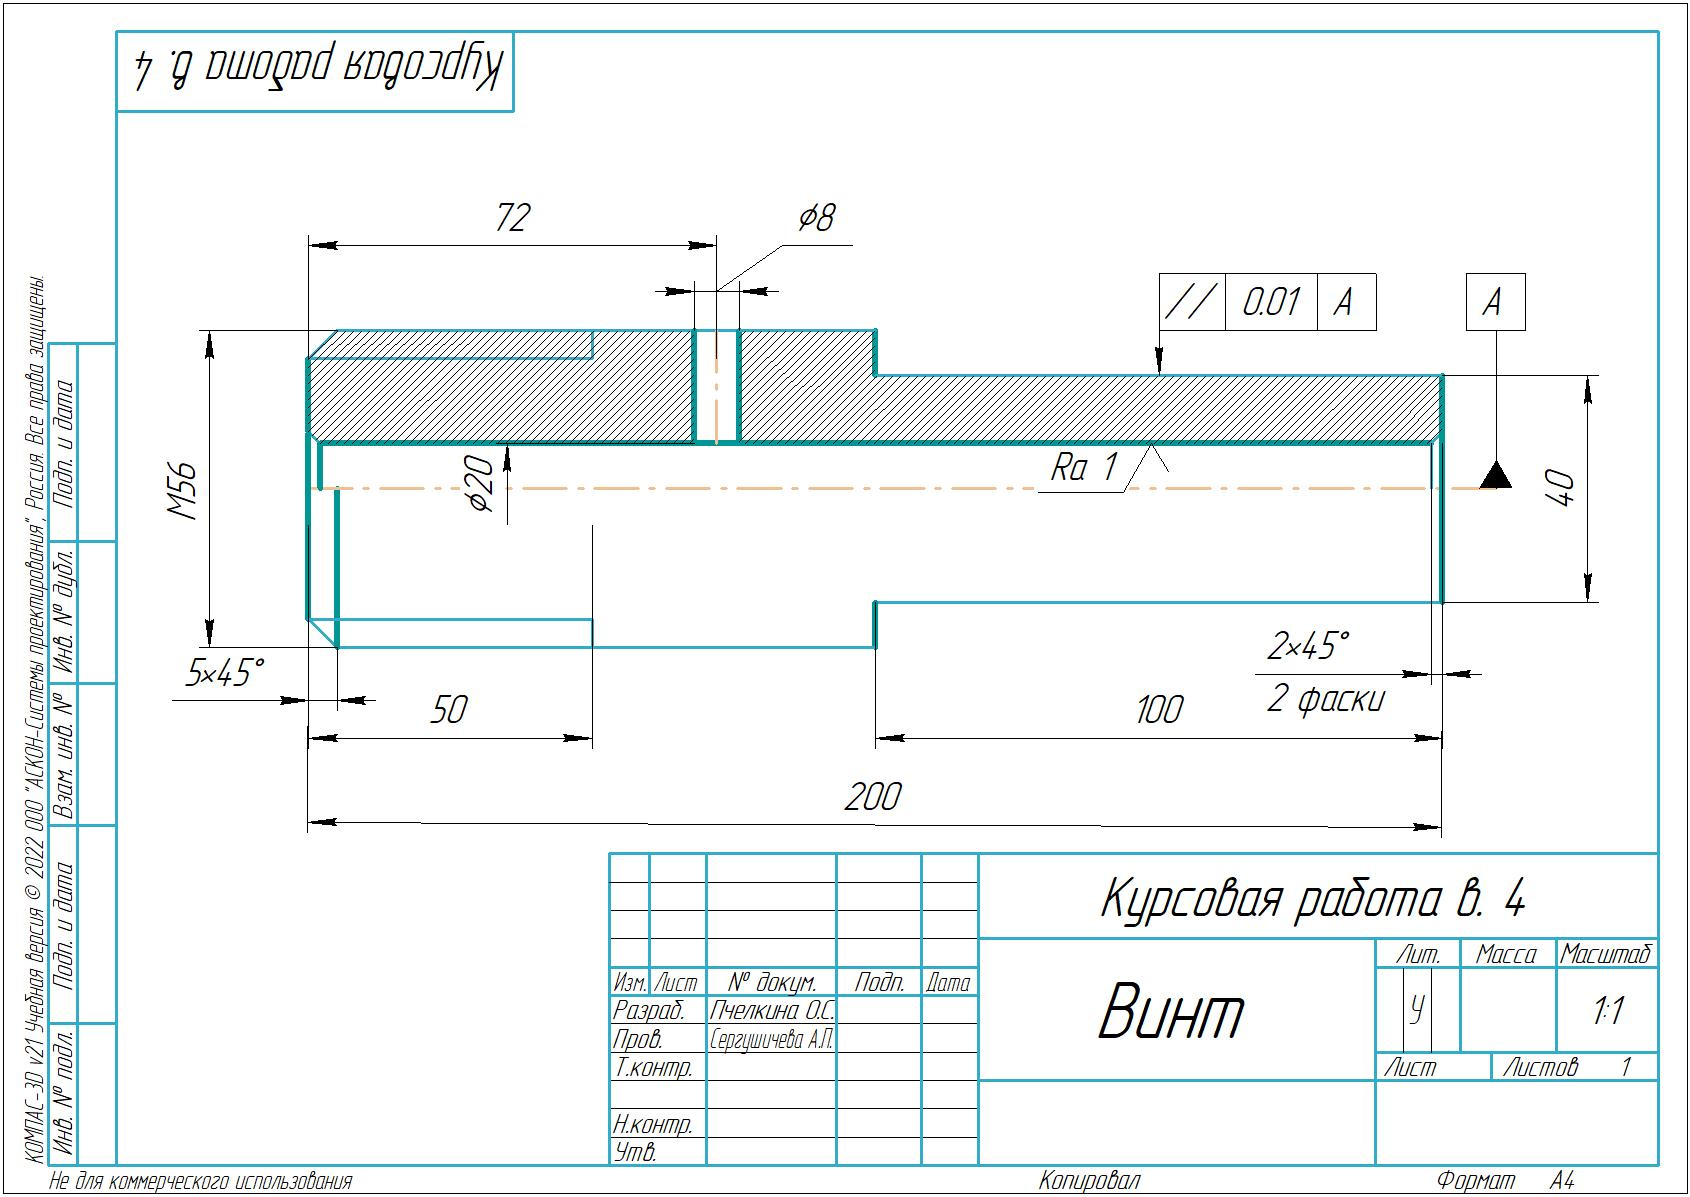 Курсовая работа в. 4
72
⌀8
// 0.01 А
А
М56
⌀20
Ra 1
40
5×45°
50
2×45°
2 фаски
100
200
КОМПАС-3D v21 Учебная версия © 2022 ООО "АСКОН-Системы проектирования", Россия. Все права защищены.
Подп. и дата
Инв. № дубл.
Взам. инв. №
Подп. и дата
Инв. № подл.
Курсовая работа в. 4
Изм. Лист № докум. Подп. Дата
Разраб. Пчелкина О.С.
Пров. Сергушичева А.П.
Т.контр.
Н.контр.
Утв.
Винт
Лит. Масса Масштаб
У 1:1
Лист Листов 1
Не для коммерческого использования
Копировал
Формат А4